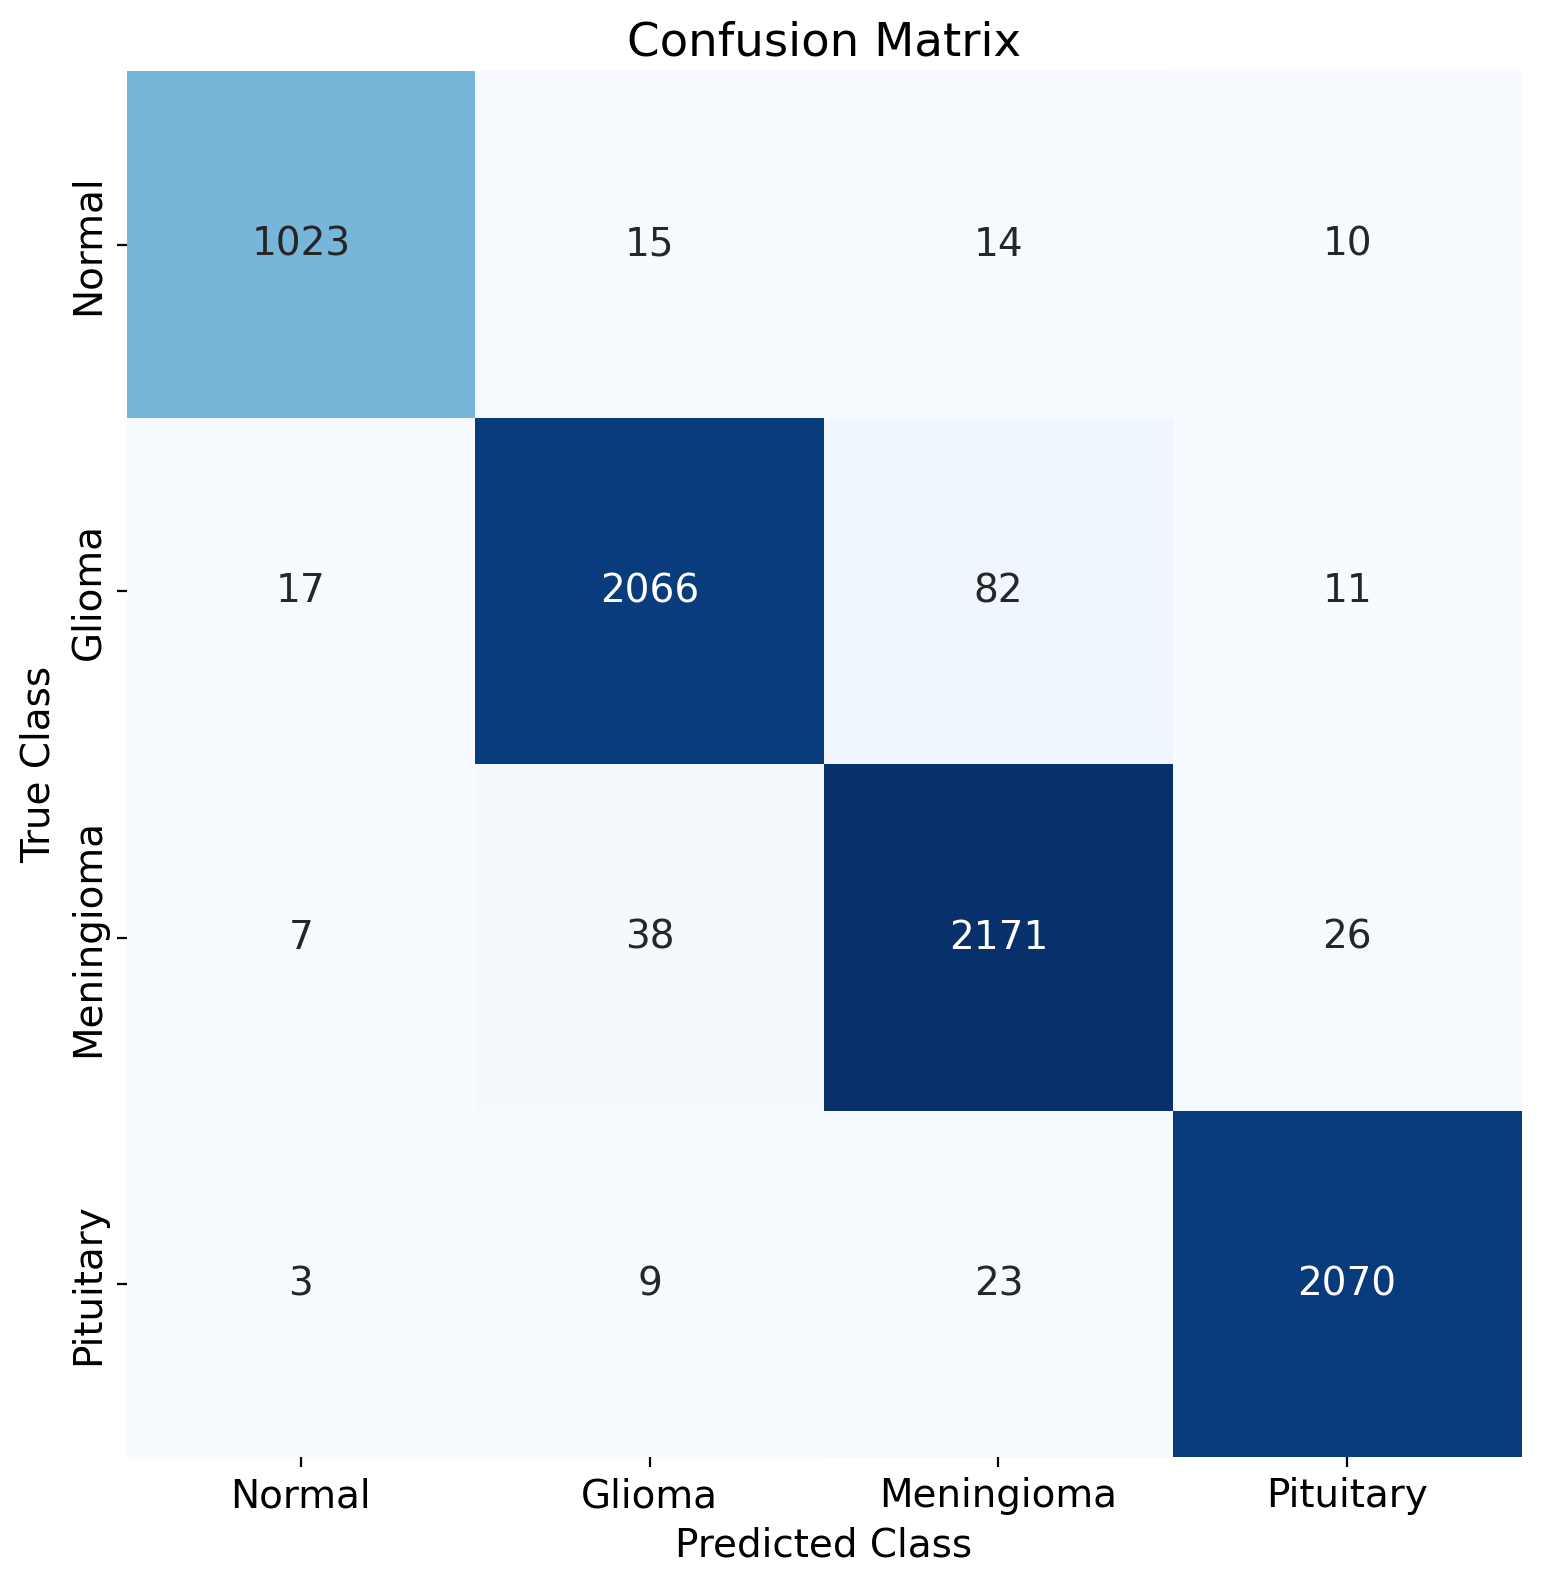 Confusion Matrix
True Class
Normal
1023 15 14 10
Glioma
17 2066 82 11
Meningioma
7 38 2171 26
Pituitary
3 9 23 2070
Normal Glioma Meningioma Pituitary
Predicted Class